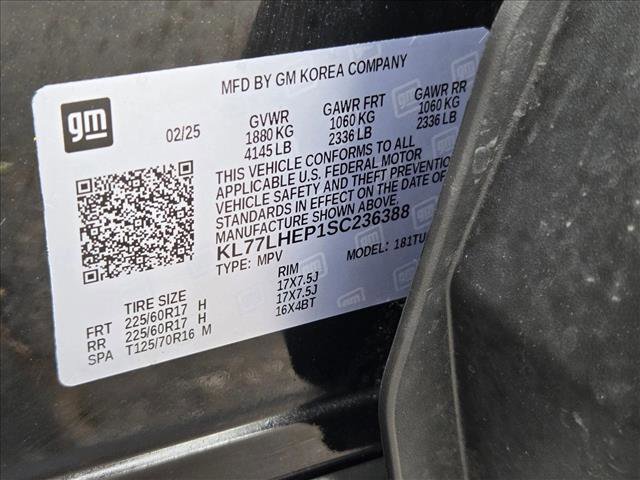 MFD BY GM KOREA COMPANY
gm
02/25
GVWR GAWR FRT GAWR RR
1880 KG 1060 KG 1060 KG
4145 LB 2336 LB 2336 LB
THIS VEHICLE CONFORMS TO ALL
APPLICABLE U.S. FEDERAL MOTOR
VEHICLE SAFETY AND THEFT PREVENTION
STANDARDS IN EFFECT ON THE DATE OF
MANUFACTURE SHOWN ABOVE.
KL77LHEP1SC236388
TYPE: MPV MODEL: 181TU
TIRE SIZE RIM
FRT 225/60R17 H 17X7.5J
RR 225/60R17 H 17X7.5J
SPA T125/70R16 M 16X4BT